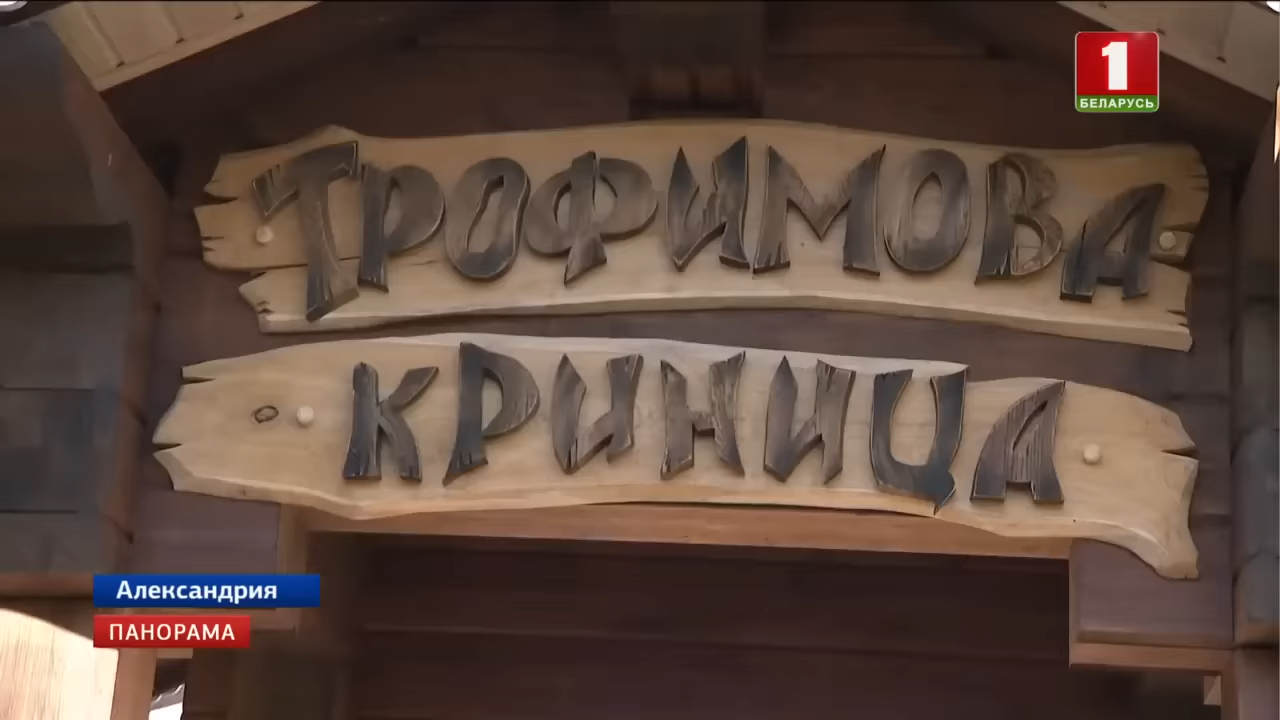 1
БЕЛАРУСЬ
ТРОФИМОВА
КРИНИЦА
Александрия
ПАНОРАМА